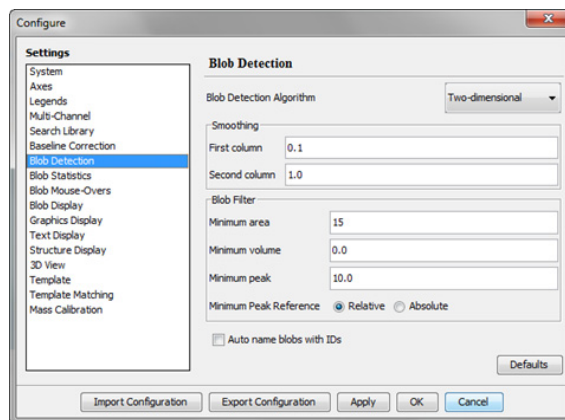 Configure
Settings
System
Axes
Legends
Multi-Channel
Search Library
Baseline Correction
Blob Detection
Blob Statistics
Blob Mouse-Overs
Blob Display
Graphics Display
Text Display
Structure Display
3D View
Template
Template Matching
Mass Calibration
Blob Detection
Blob Detection Algorithm Two-dimensional
Smoothing
First column 0.1
Second column 1.0
Blob Filter
Minimum area 15
Minimum volume 0.0
Minimum peak 10.0
Minimum Peak Reference Relative Absolute
Auto name blobs with IDs
Defaults
Import Configuration Export Configuration Apply OK Cancel